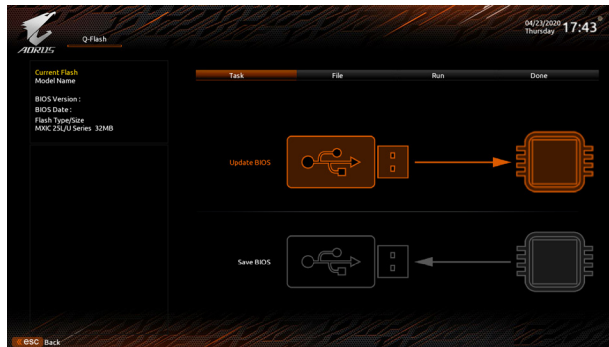 AORUS
Q-Flash
04/23/2020
Thursday
17:43
Current Flash
Model Name
BIOS Version :
BIOS Date :
Flash Type/Size
MXIC 25L/U Series 32MB
Task File Run Done
Update BIOS
Save BIOS
esc Back